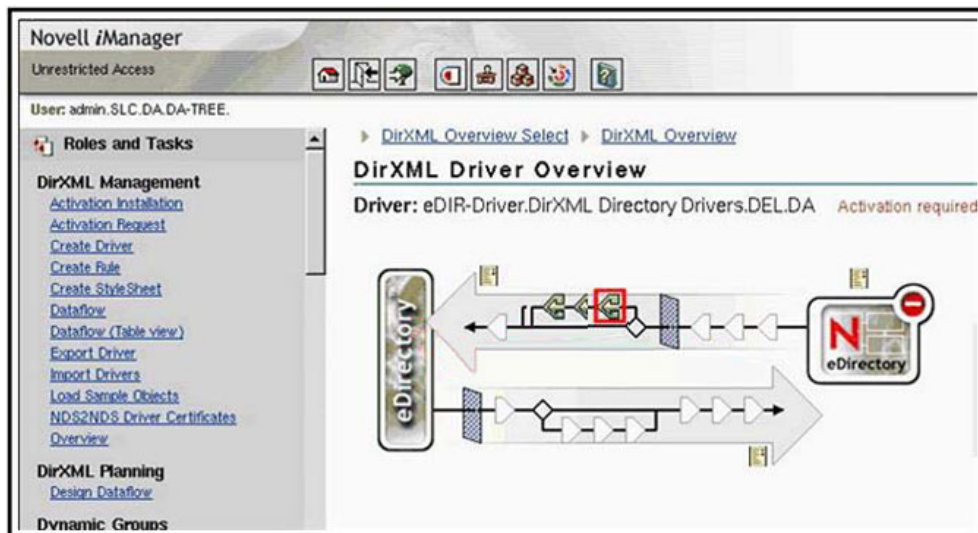 Novell iManager
Unrestricted Access
User: admin.SLC.DA.DA-TREE.
Roles and Tasks
DirXML Management
Activation Installation
Activation Request
Create Driver
Create Rule
Create StyleSheet
Dataflow
Dataflow (Table view)
Export Driver
Import Drivers
Load Sample Objects
NDS2NDS Driver Certificates
Overview
DirXML Planning
Design Dataflow
Dynamic Groups
DirXML Overview Select DirXML Overview
DirXML Driver Overview
Driver: eDIR-Driver.DirXML Directory Drivers.DEL.DA Activation required
eDirectory
N
eDirectory